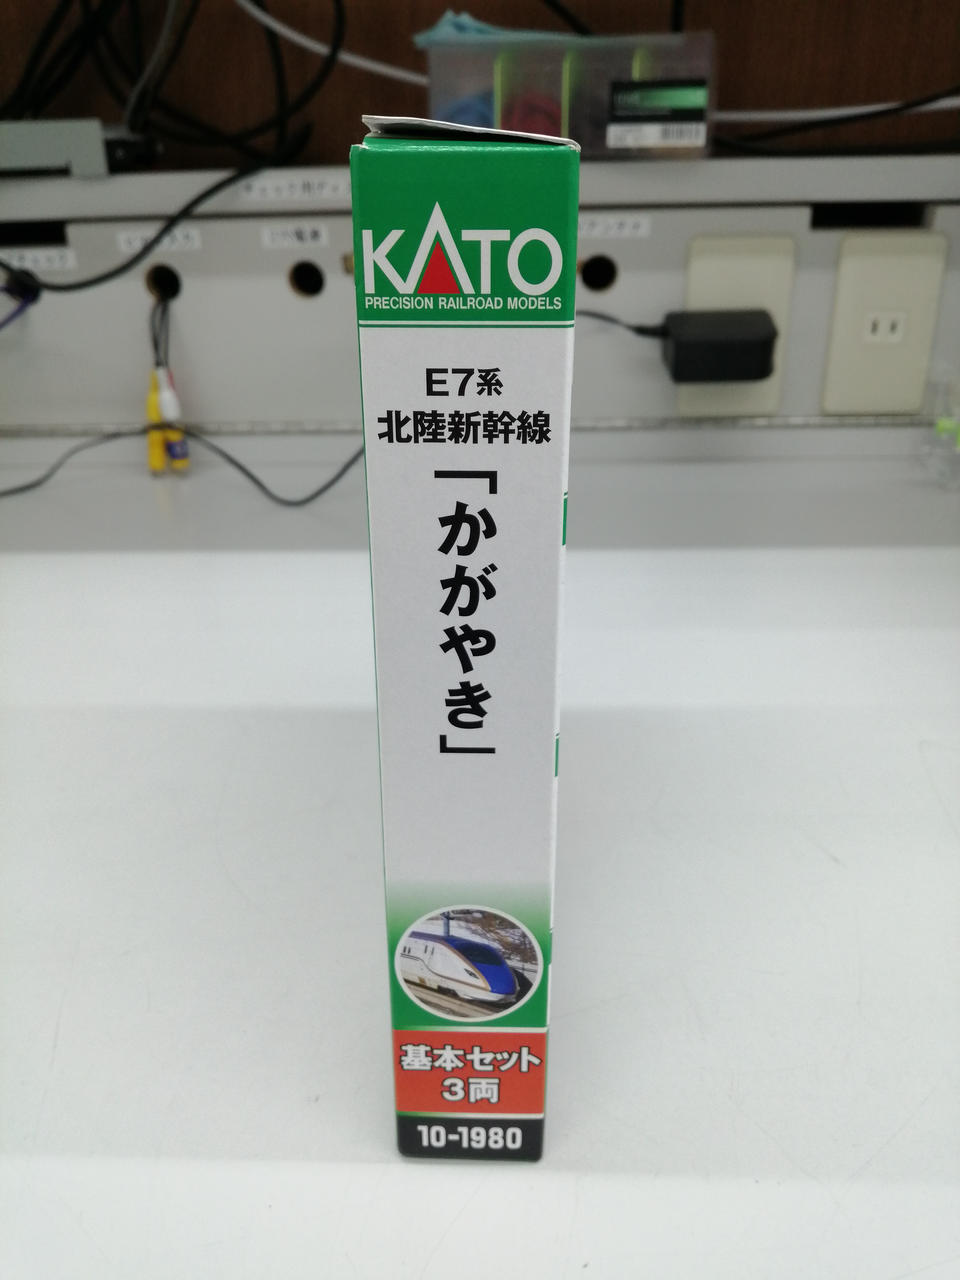 KATO
PRECISION RAILROAD MODELS
E7系
北陸新幹線
「かがやき」
基本セット
3両
10-1980